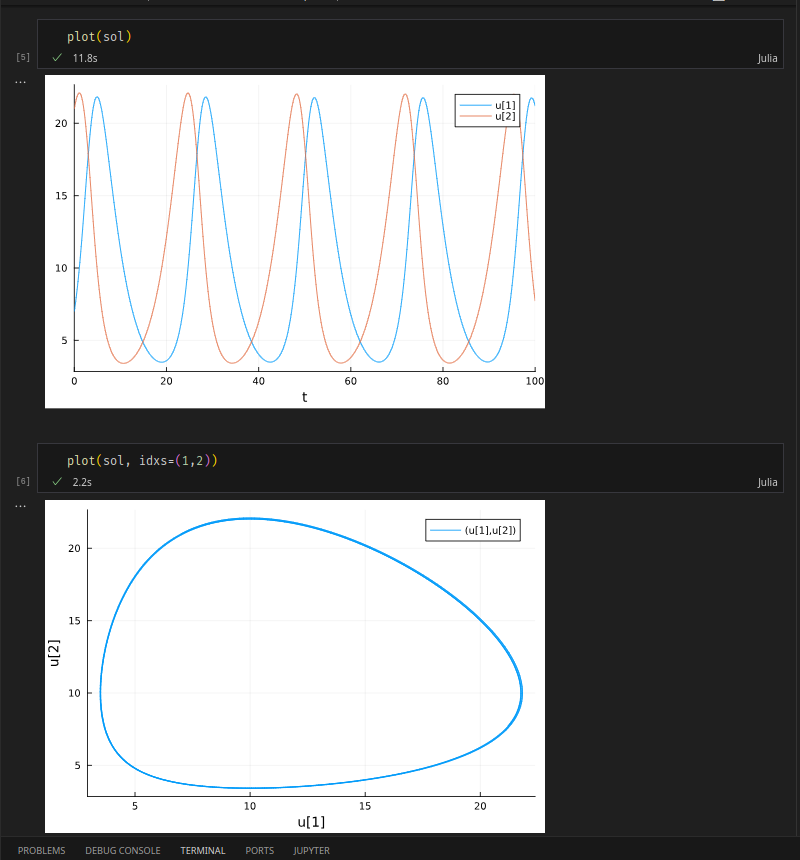 plot(sol)
[5]
✓ 11.8s
Julia
...
u[1]
u[2]
20
15
10
5
0 20 40 60 80 100
t
plot(sol, idxs=(1,2))
[6]
✓ 2.2s
Julia
...
(u[1],u[2])
20
15
10
5
u[2]
5 10 15 20
u[1]
PROBLEMS DEBUG CONSOLE TERMINAL PORTS JUPYTER